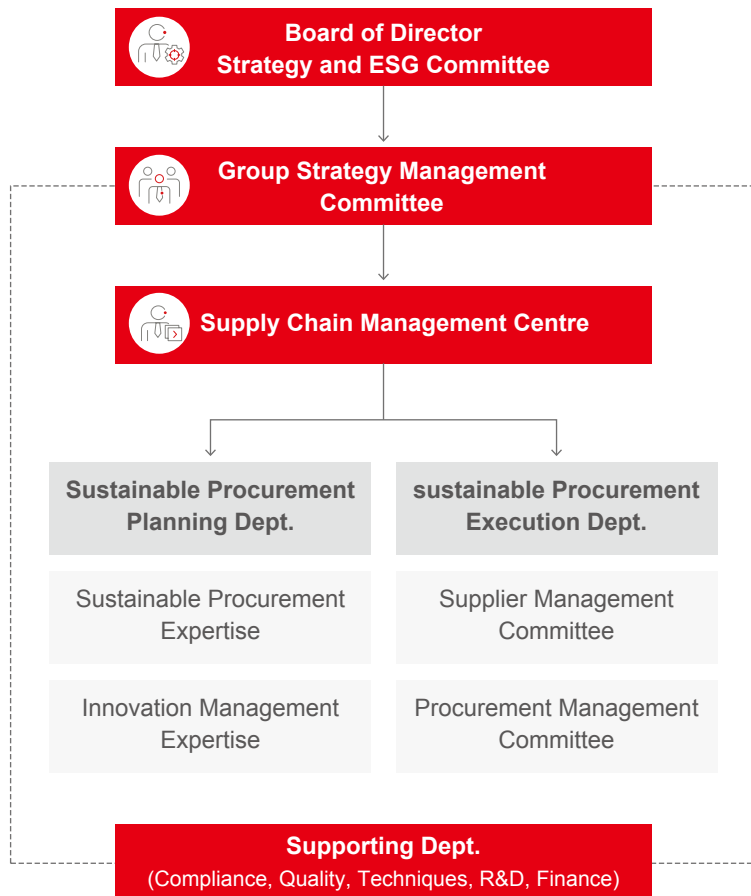 Board of Director
Strategy and ESG Committee
Group Strategy Management
Committee
Supply Chain Management Centre
Sustainable Procurement
Planning Dept.
sustainable Procurement
Execution Dept.
Sustainable Procurement
Expertise
Supplier Management
Committee
Innovation Management
Expertise
Procurement Management
Committee
Supporting Dept.
(Compliance, Quality, Techniques, R&D, Finance)